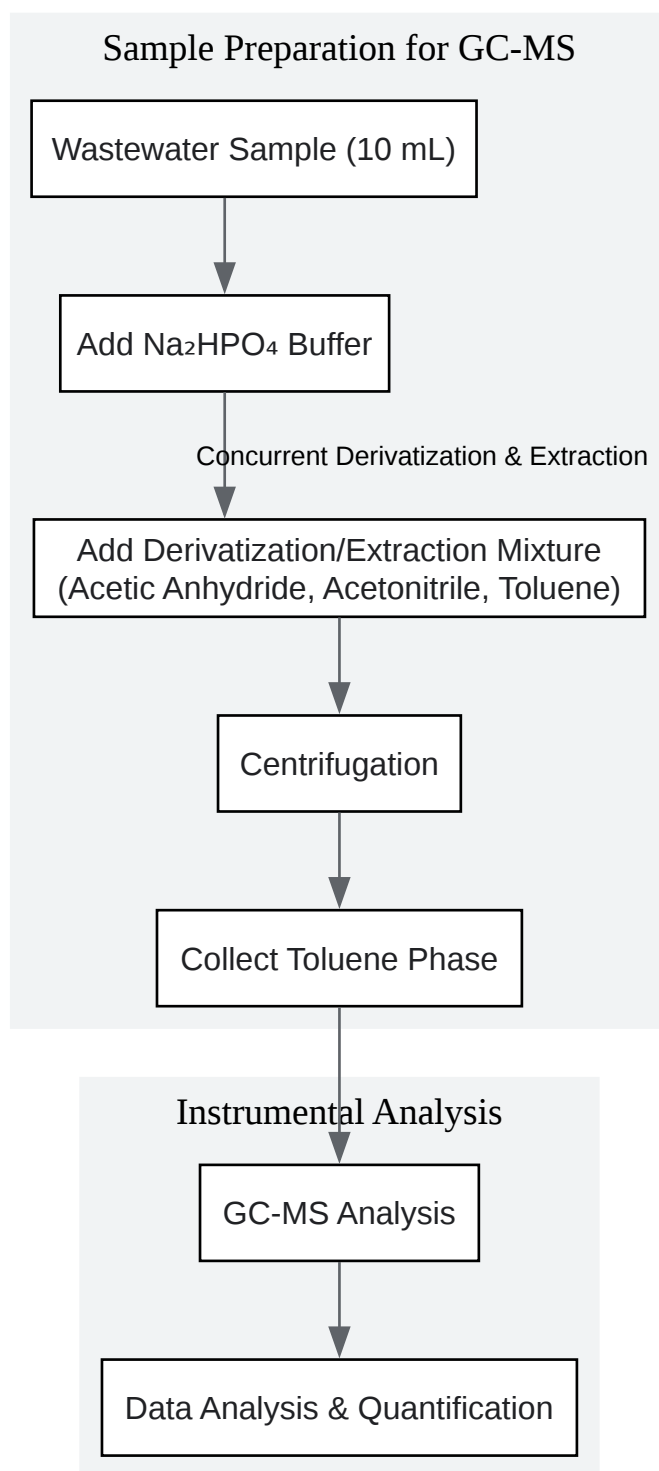 Sample Preparation for GC-MS
Wastewater Sample (10 mL)
Add Na₂HPO₄ Buffer
Concurrent Derivatization & Extraction
Add Derivatization/Extraction Mixture
(Acetic Anhydride, Acetonitrile, Toluene)
Centrifugation
Collect Toluene Phase
Instrumental Analysis
GC-MS Analysis
Data Analysis & Quantification